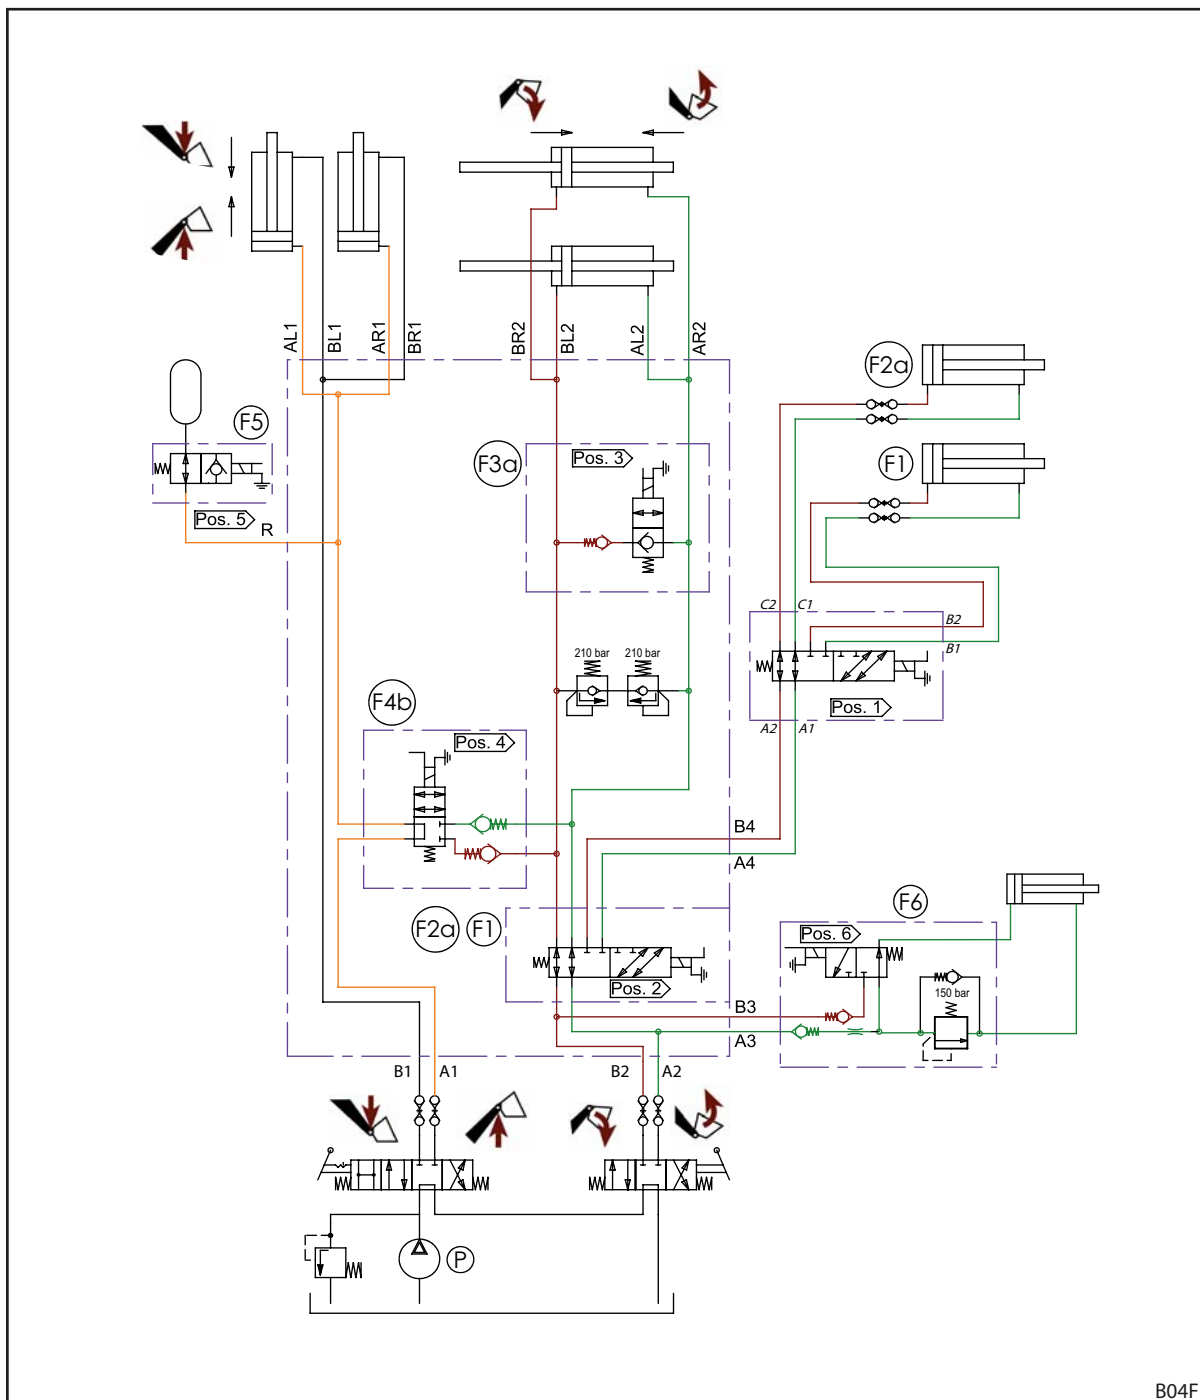 AL1
BL1
AR1
BR1
BR2
BL2
AL2
AR2
F2a
F5
F3a
Pos. 3
F1
Pos. 5
R
C2
C1
B2
B1
210 bar
210 bar
F4b
Pos. 1
A2
A1
Pos. 4
B4
A4
F2a
F1
F6
Pos. 6
Pos. 2
150 bar
B3
A3
B1
A1
B2
A2
P
B04F